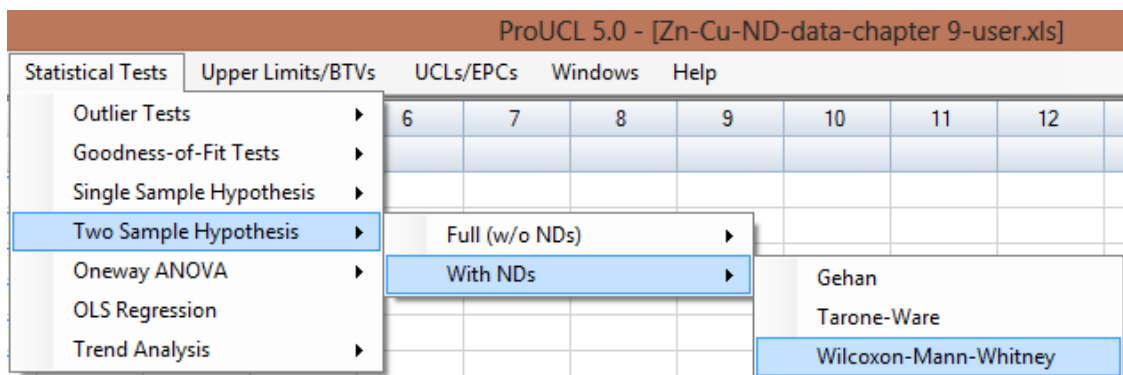 ProUCL 5.0 - [Zn-Cu-ND-data-chapter 9-user.xls]
Statistical Tests Upper Limits/BTVs UCLs/EPCs Windows Help
Outlier Tests 6 7 8 9 10 11 12
Goodness-of-Fit Tests
Single Sample Hypothesis
Two Sample Hypothesis Full (w/o NDs)
Oneway ANOVA With NDs Gehan
OLS Regression Tarone-Ware
Trend Analysis Wilcoxon-Mann-Whitney